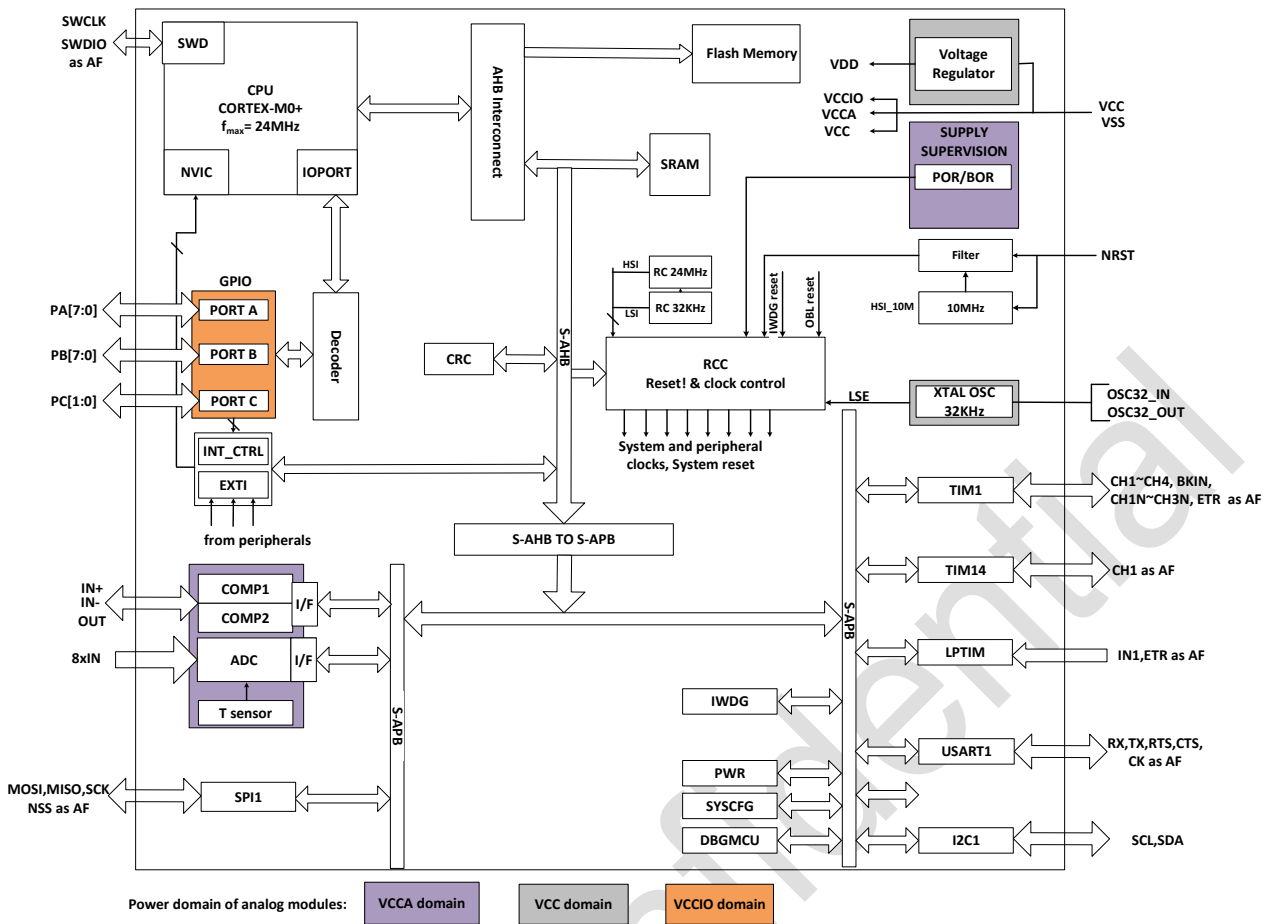 SWCLK
SWDIO
as AF
SWD
CPU
CORTEX-M0+
fmax= 24MHz
NVIC
IOPORT
AHB Interconnect
Flash Memory
SRAM
Voltage
Regulator
VDD
VCCIO
VCCA
VCC
VCC
VSS
SUPPLY
SUPERVISION
POR/BOR
Filter
NRST
HSI_10M
10MHz
HSI
RC 24MHz
LSI
RC 32KHz
IWDG reset
OBL reset
GPIO
PA[7:0]
PORT A
PB[7:0]
PORT B
PC[1:0]
PORT C
Decoder
S-AHB
CRC
RCC
Reset! & clock control
LSE
XTAL OSC
32KHz
OSC32_IN
OSC32_OUT
System and peripheral
clocks, System reset
INT_CTRL
EXTI
from peripherals
S-AHB TO S-APB
IN+
IN-
OUT
COMP1
COMP2
I/F
8xIN
ADC
I/F
T sensor
S-APB
MOSI,MISO,SCK
NSS as AF
SPI1
S-APB
TIM1
CH1~CH4, BKIN,
CH1N~CH3N, ETR as AF
TIM14
CH1 as AF
LPTIM
IN1,ETR as AF
IWDG
USART1
RX,TX,RTS,CTS,
CK as AF
PWR
SYSCFG
DBGMCU
I2C1
SCL,SDA
Power domain of analog modules:
VCCA domain
VCC domain
VCCIO domain
nfidential